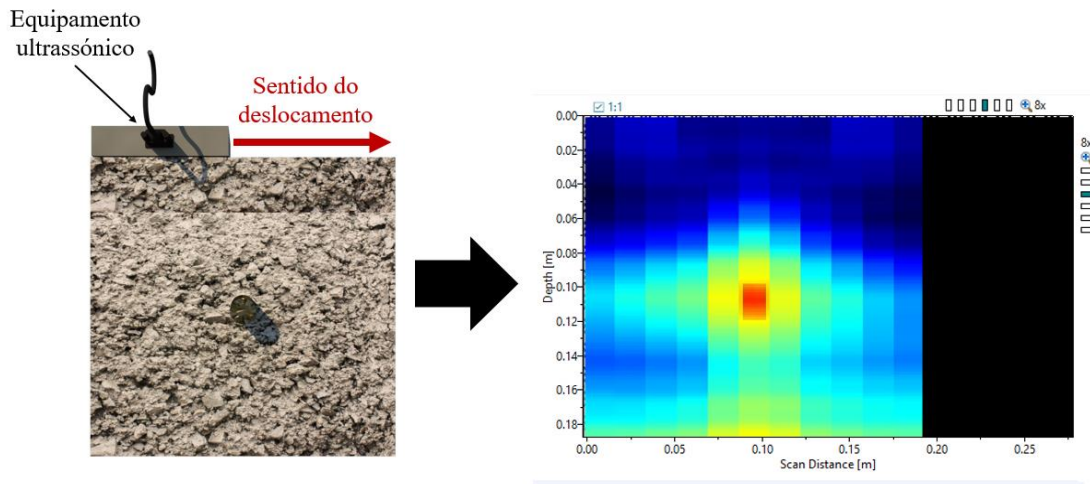 Equipamento
ultrassónico
Sentido do
deslocamento
1:1
8x
0.00
0.02
0.04
0.06
0.08
0.10
0.12
0.14
0.16
0.18
Depth [m]
8x
0.00
0.05
0.10
0.15
0.20
0.25
Scan Distance [m]